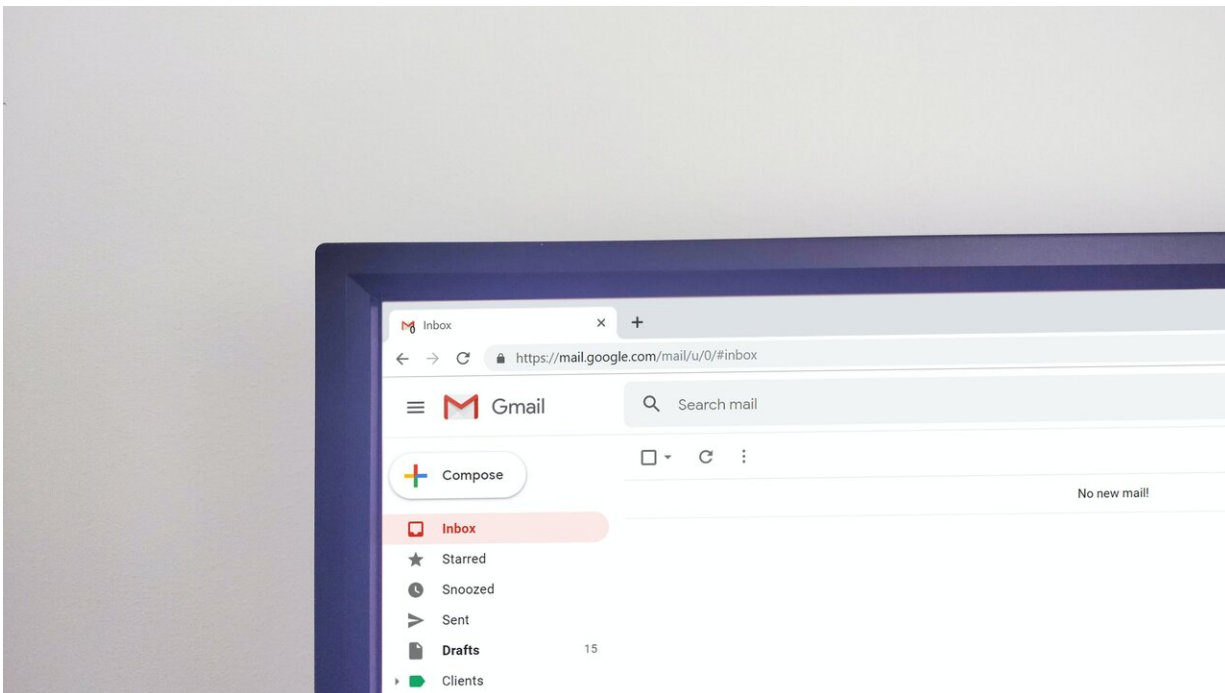 Inbox
https://mail.google.com/mail/u/0/#inbox
Gmail
Search mail
Compose
No new mail!
Inbox
Starred
Snoozed
Sent
Drafts 15
Clients